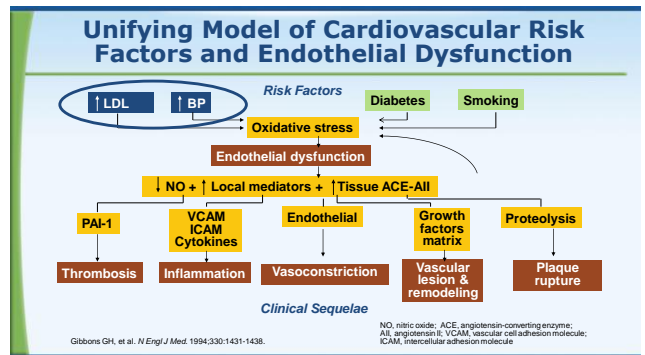 Unifying Model of Cardiovascular Risk
Factors and Endothelial Dysfunction
Risk Factors
↑ LDL
↑ BP
Diabetes
Smoking
Oxidative stress
Endothelial dysfunction
↓ NO + ↑ Local mediators + ↑ Tissue ACE-AII
PAI-1
VCAM
ICAM
Cytokines
Endothelial
Growth
factors
matrix
Proteolysis
Thrombosis
Inflammation
Vasoconstriction
Vascular
lesion &
remodeling
Plaque
rupture
Clinical Sequelae
Gibbons GH, et al. N Engl J Med. 1994;330:1431-1438.
NO, nitric oxide; ACE, angiotensin-converting enzyme;
AII, angiotensin II; VCAM, vascular cell adhesion molecule;
ICAM, intercellular adhesion molecule